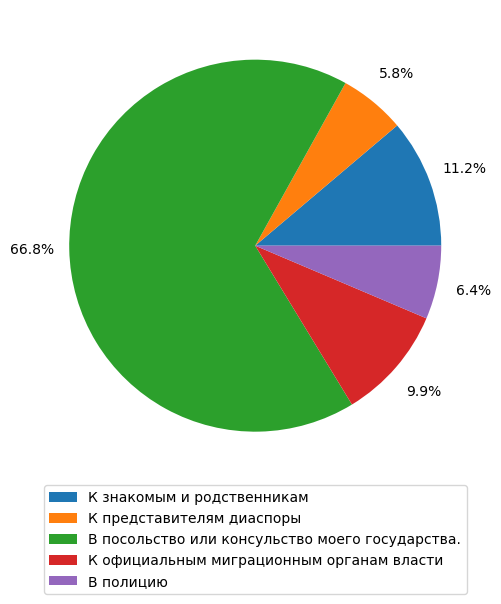 5.8%
11.2%
66.8%
6.4%
9.9%
К знакомым и родственникам
К представителям диаспоры
В посольство или консульство моего государства.
К официальным миграционным органам власти
В полицию